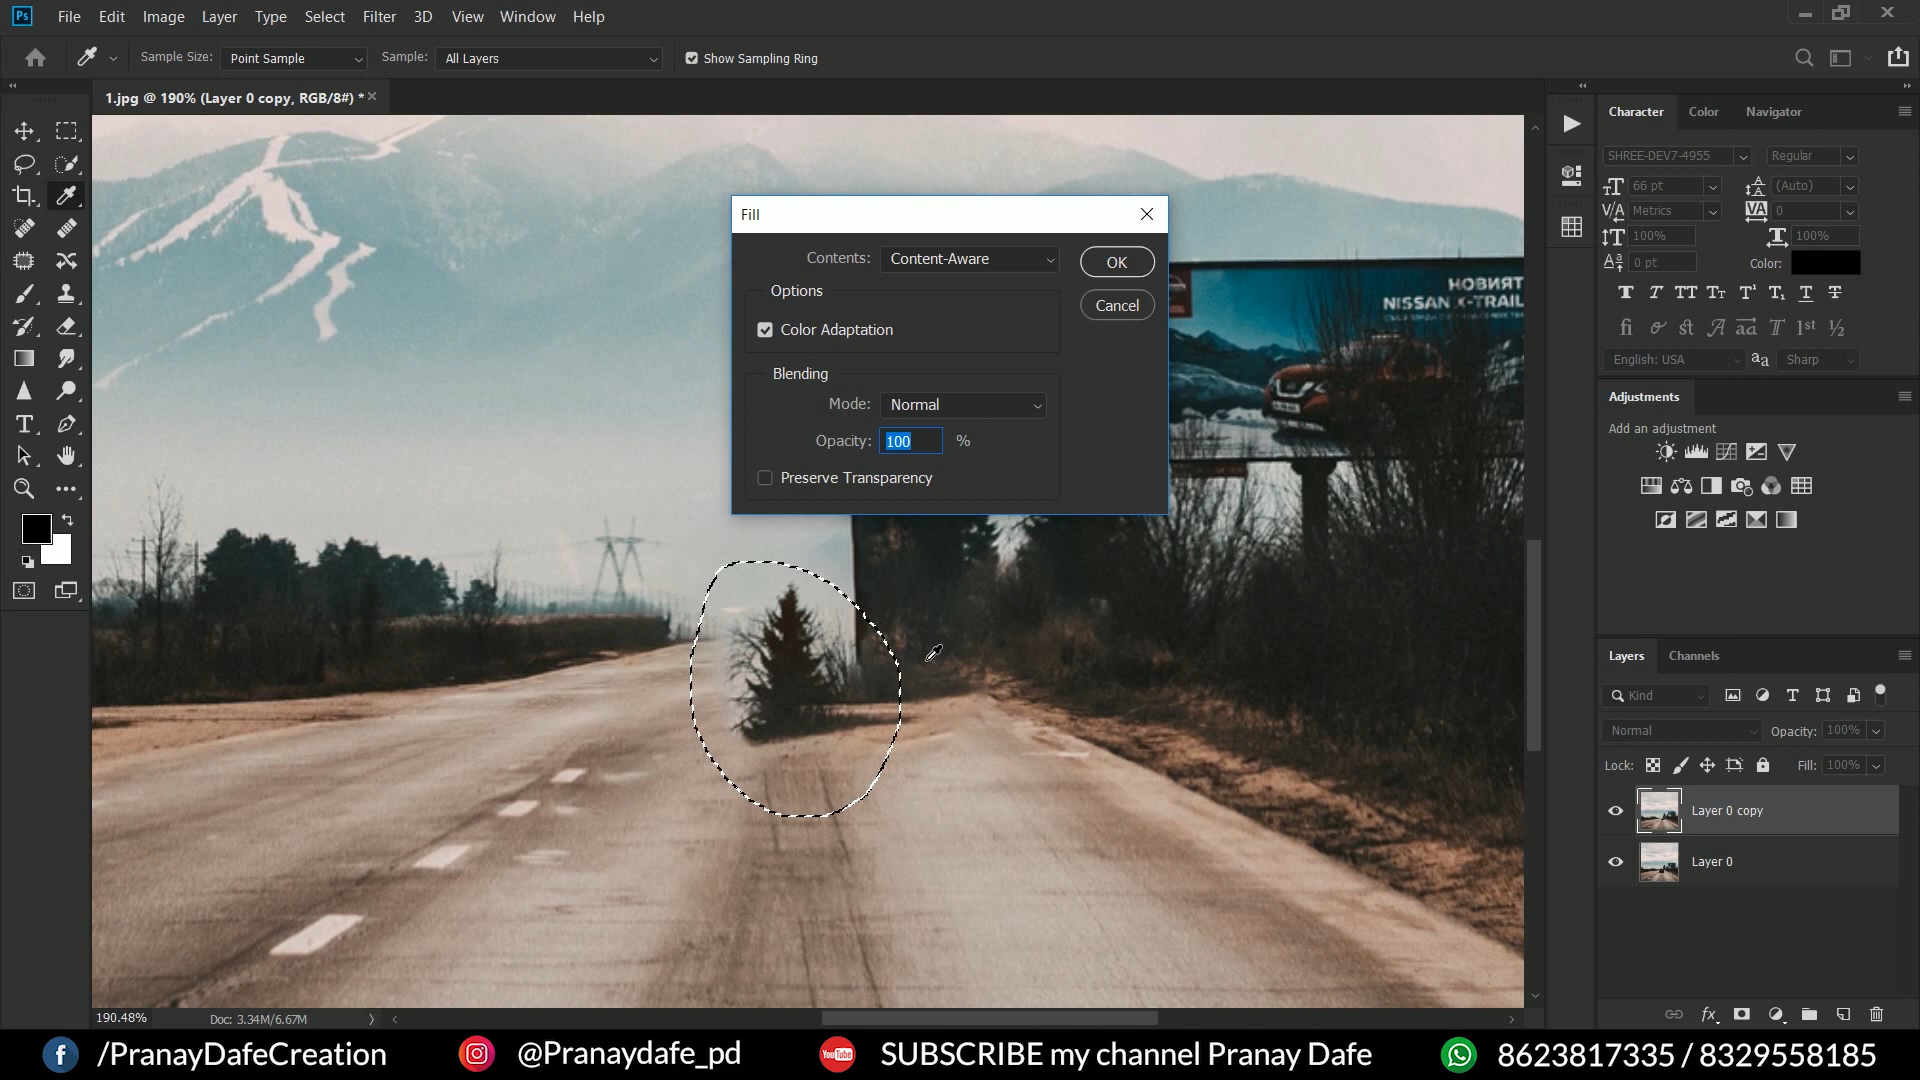 Ps File Edit Image Layer Type Select Filter 3D View Window Help
Sample Size: Point Sample Sample: All Layers Show Sampling Ring
1.jpg @ 190% (Layer 0 copy, RGB/8#) *
Character Color Navigator
SHREE-DEV7-4955 Regular
66 pt (Auto)
Metrics 0
100% 100%
0 pt Color:
English: USA aa Sharp
Adjustments
Add an adjustment
Fill
Contents: Content-Aware
OK
Options
Cancel
Color Adaptation
Blending
Mode: Normal
Opacity: 100 %
Preserve Transparency
НОВИЯТ
NISSAN X-TRAIL
Layers Channels
Kind
Normal Opacity: 100%
Lock: Fill: 100%
Layer 0 copy
Layer 0
190.48% Doc: 3.34M/6.67M
/PranayDafeCreation @Pranaydafe_pd YouTube SUBSCRIBE my channel Pranay Dafe 8623817335 / 8329558185